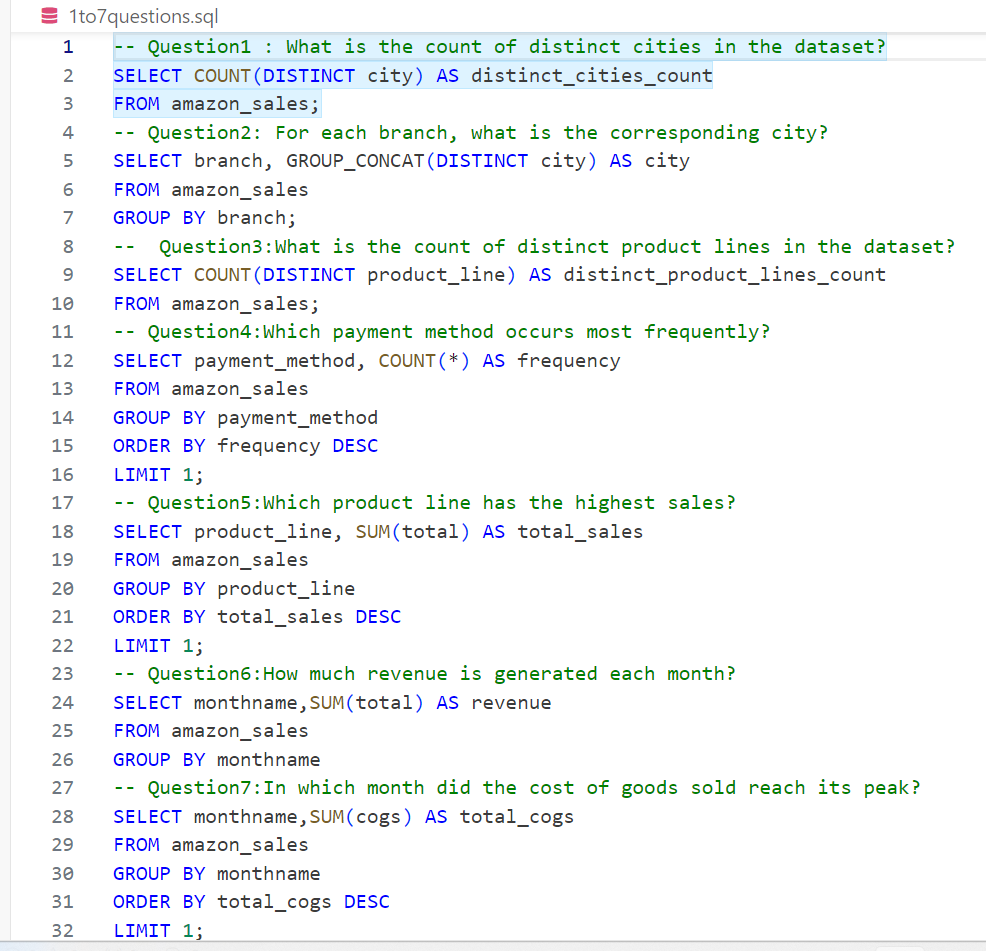 1to7questions.sql
1 -- Question1 : What is the count of distinct cities in the dataset?
2 SELECT COUNT(DISTINCT city) AS distinct_cities_count
3 FROM amazon_sales;
4 -- Question2: For each branch, what is the corresponding city?
5 SELECT branch, GROUP_CONCAT(DISTINCT city) AS city
6 FROM amazon_sales
7 GROUP BY branch;
8 --  Question3:What is the count of distinct product lines in the dataset?
9 SELECT COUNT(DISTINCT product_line) AS distinct_product_lines_count
10 FROM amazon_sales;
11 -- Question4:Which payment method occurs most frequently?
12 SELECT payment_method, COUNT(*) AS frequency
13 FROM amazon_sales
14 GROUP BY payment_method
15 ORDER BY frequency DESC
16 LIMIT 1;
17 -- Question5:Which product line has the highest sales?
18 SELECT product_line, SUM(total) AS total_sales
19 FROM amazon_sales
20 GROUP BY product_line
21 ORDER BY total_sales DESC
22 LIMIT 1;
23 -- Question6:How much revenue is generated each month?
24 SELECT monthname,SUM(total) AS revenue
25 FROM amazon_sales
26 GROUP BY monthname
27 -- Question7:In which month did the cost of goods sold reach its peak?
28 SELECT monthname,SUM(cogs) AS total_cogs
29 FROM amazon_sales
30 GROUP BY monthname
31 ORDER BY total_cogs DESC
32 LIMIT 1;